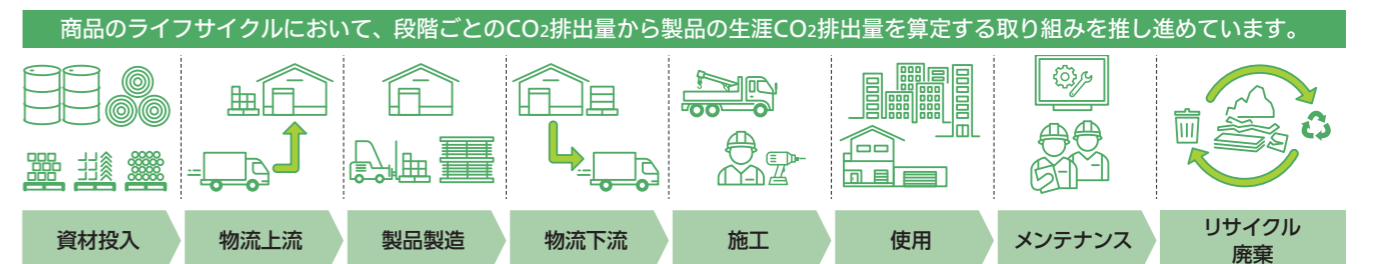 商品のライフサイクルにおいて、段階ごとのCO₂排出量から製品の生涯CO₂排出量を算定する取り組みを推し進めています。
資材投入
物流上流
製品製造
物流下流
施工
使用
メンテナンス
リサイクル
廃棄